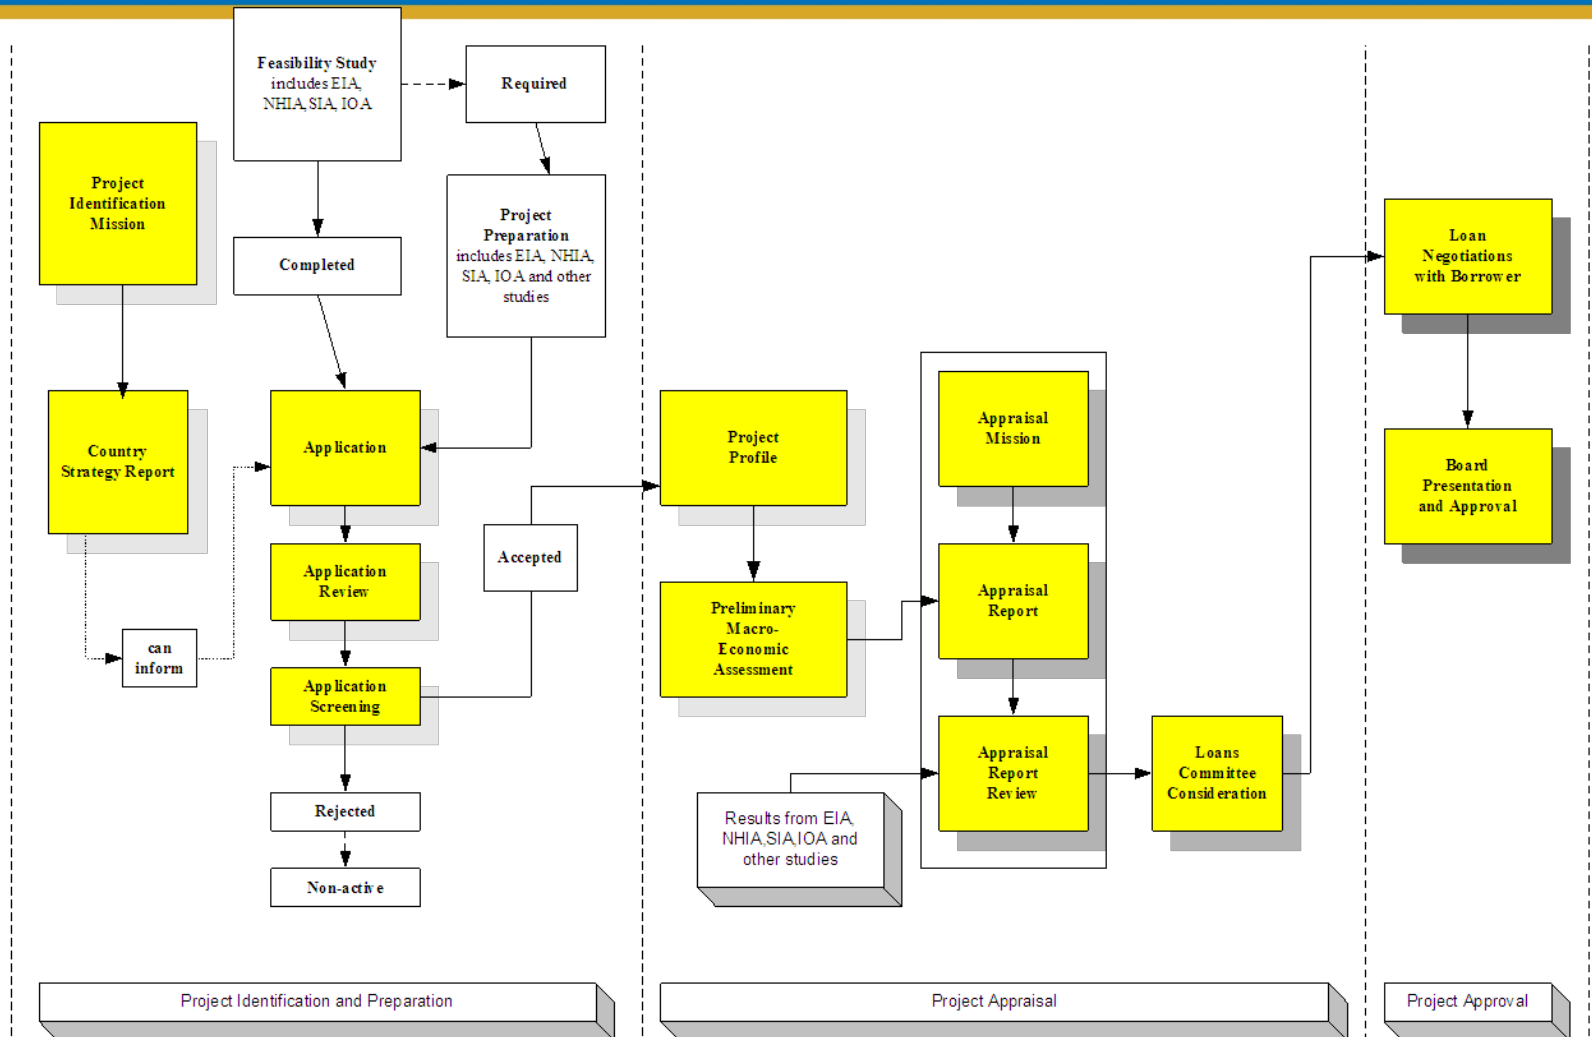 Feasibility Study
includes EIA,
NHIA,SIA, IOA
Required
Project
Identification
Mission
Completed
Project
Preparation
includes EIA, NHIA,
SIA, IOA and other
studies
Country
Strategy Report
can
inform
Application
Application
Review
Application
Screening
Accepted
Rejected
Non-active
Project
Profile
Preliminary
Macro-
Economic
Assessment
Appraisal
Mission
Appraisal
Report
Appraisal
Report
Review
Results from EIA,
NHIA,SIA,IOA and
other studies
Loans
Committee
Consideration
Loan
Negotiations
with Borrower
Board
Presentation
and Approval
Project Identification and Preparation
Project Appraisal
Project Approval